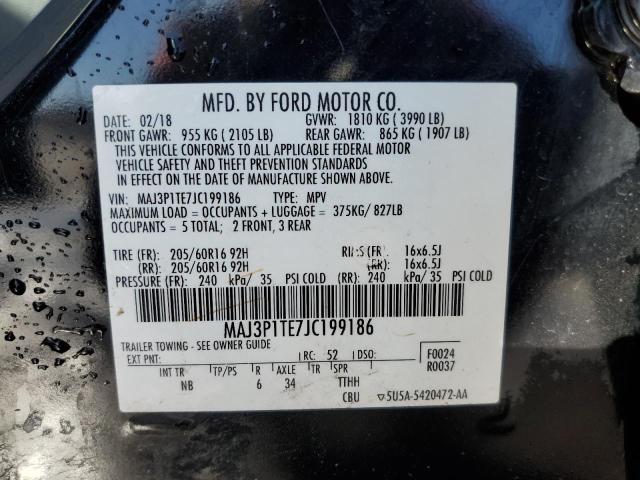 MFD. BY FORD MOTOR CO.
DATE: 02/18 GVWR: 1810 KG ( 3990 LB)
FRONT GAWR: 955 KG ( 2105 LB) REAR GAWR: 865 KG ( 1907 LB)
THIS VEHICLE CONFORMS TO ALL APPLICABLE FEDERAL MOTOR
VEHICLE SAFETY AND THEFT PREVENTION STANDARDS
IN EFFECT ON THE DATE OF MANUFACTURE SHOWN ABOVE.
VIN: MAJ3P1TE7JC199186 TYPE: MPV
MAXIMUM LOAD = OCCUPANTS + LUGGAGE = 375KG/ 827LB
OCCUPANTS = 5 TOTAL; 2 FRONT, 3 REAR
TIRE (FR): 205/60R16 92H RIMS (FR): 16x6.5J
(RR): 205/60R16 92H (RR): 16x6.5J
PRESSURE (FR): 240 kPa/ 35 PSI COLD (RR): 240 kPa/ 35 PSI COLD
MAJ3P1TE7JC199186
TRAILER TOWING - SEE OWNER GUIDE
EXT PNT: RC: 52 DSO: F0024
INT TR TP/PS R AXLE TR SPR R0037
NB 6 34 TTHH
CBU ▽5U5A-5420472-AA